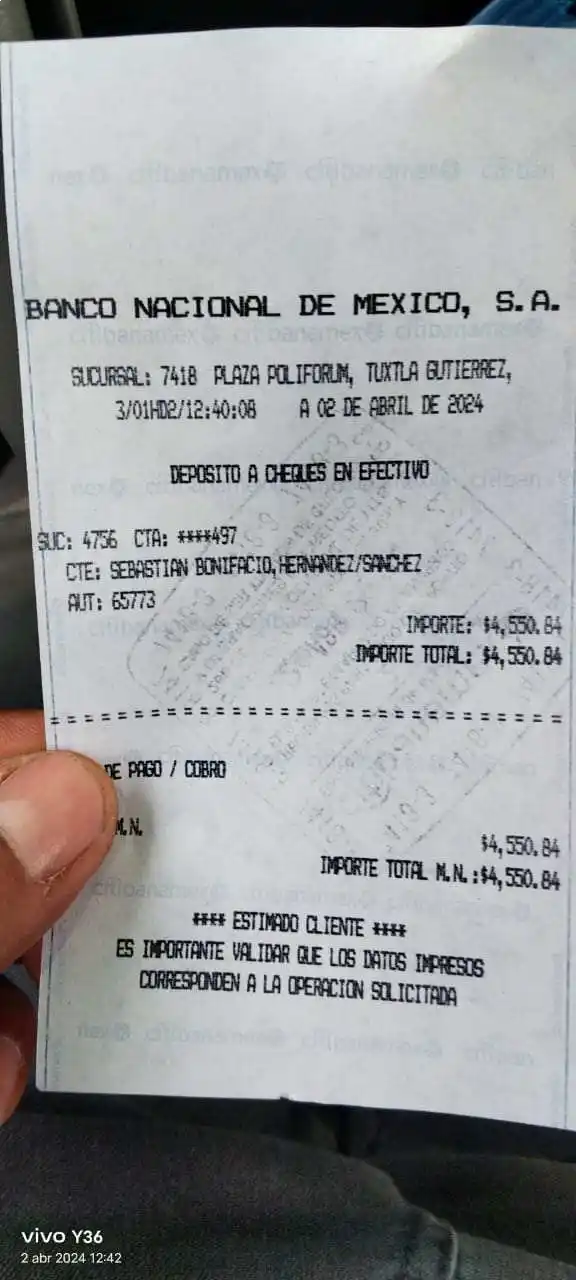 BANCO NACIONAL DE MEXICO, S.A.
SUCURSAL: 7418 PLAZA POLIFORUM, TUXTLA GUTIERREZ,
3/01HD2/12:40:08 A 02 DE ABRIL DE 2024
DEPOSITO A CHEQUES EN EFECTIVO
SUC: 4756 CTA: ****497
CTE: SEBASTIAN BONIFACIO,HERNANDEZ/SANCHEZ
AUT: 65773
IMPORTE: $4,550.84
IMPORTE TOTAL: $4,550.84
==================================
DE PAGO / COBRO
M.N. $4,550.84
IMPORTE TOTAL M.N.:$4,550.84
**** ESTIMADO CLIENTE ****
ES IMPORTANTE VALIDAR QUE LOS DATOS IMPRESOS
CORRESPONDEN A LA OPERACION SOLICITADA
vivo Y36
2 abr 2024 12:42